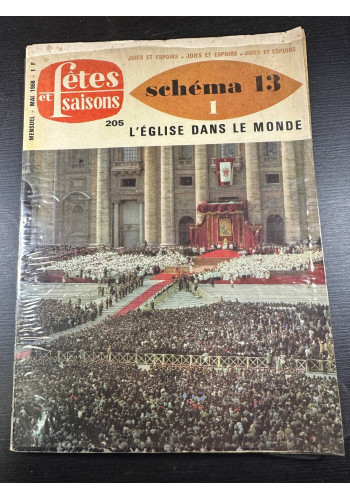 JOIES ET ESPOIRS • JOIES ET ESPOIRS • JOIES ET ESPOIRS
fêtes
et saisons
MENSUEL - MAI 1966 - 1 F
205
schéma 13
1
L'ÉGLISE DANS LE MONDE